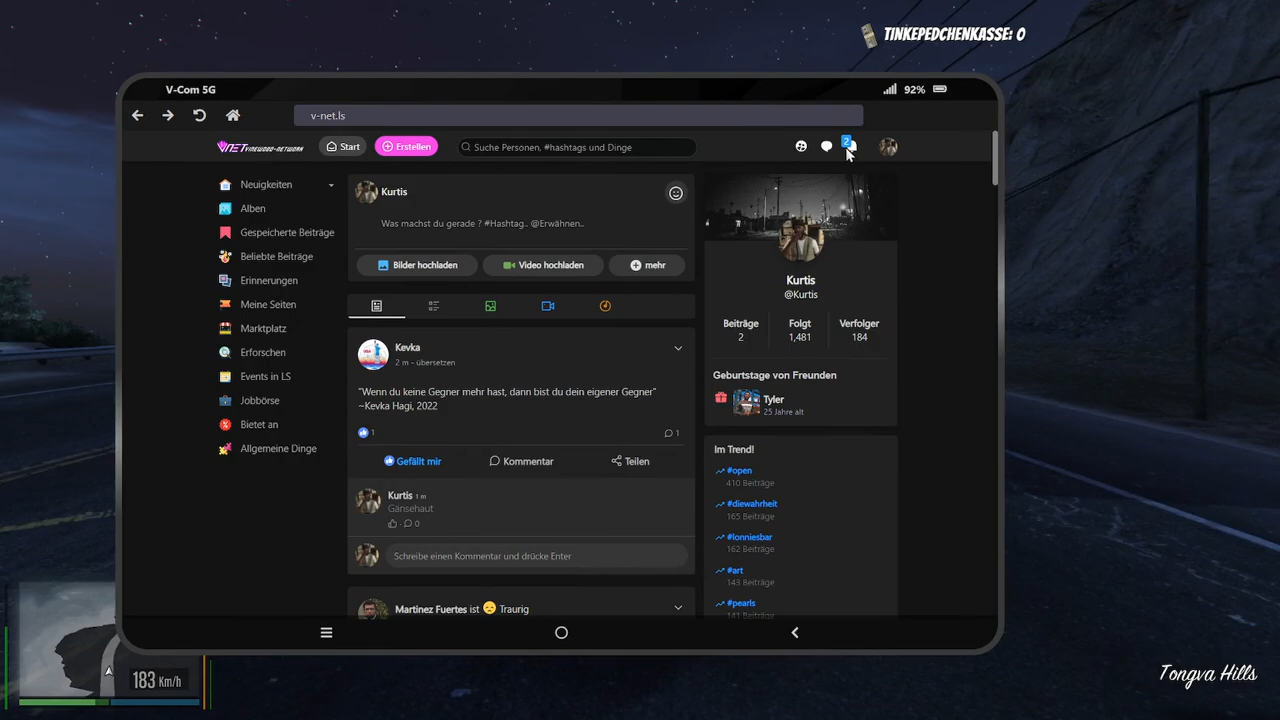 TINKEPEDCHENKASSE: 0
V-Com 5G
92%
v-net.ls
VNET VINEWOOD-NETWORK
Start
Erstellen
Suche Personen, #hashtags und Dinge
2
Neuigkeiten
Alben
Gespeicherte Beiträge
Beliebte Beiträge
Erinnerungen
Meine Seiten
Marktplatz
Erforschen
Events in LS
Jobbörse
Bietet an
Allgemeine Dinge
Kurtis
Was machst du gerade ? #Hashtag.. @Erwähnen..
Bilder hochladen
Video hochladen
mehr
Kevka
2 m - übersetzen
"Wenn du keine Gegner mehr hast, dann bist du dein eigener Gegner"
~Kevka Hagi, 2022
1
1
Gefällt mir
Kommentar
Teilen
Kurtis 1 m
Gänsehaut
· 0
Schreibe einen Kommentar und drücke Enter
Martinez Fuertes ist 😞 Traurig
Kurtis
@Kurtis
Beiträge Folgt Verfolger
2 1,481 184
Geburtstage von Freunden
Tyler
25 Jahre alt
Im Trend!
#open
410 Beiträge
#diewahrheit
165 Beiträge
#lonniesbar
162 Beiträge
#art
143 Beiträge
#pearls
141 Beiträge
183 Km/h
Tongva Hills